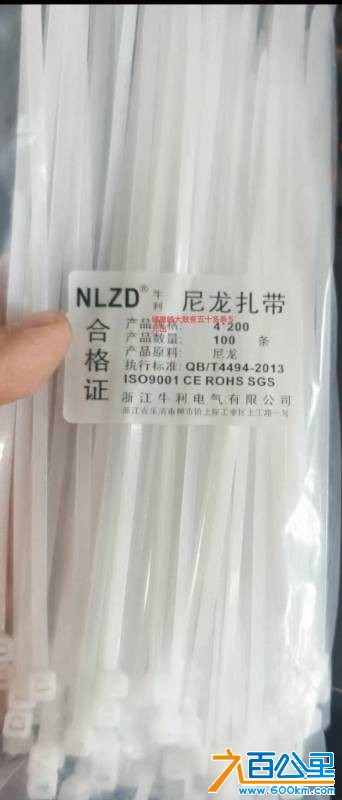 NLZD® 牛利 尼龙扎带
合格证
产品规格: 4*200
产品数量: 100 条
产品原料: 尼龙
执行标准: QB/T4494-2013
ISO9001 CE ROHS SGS
浙江牛利电气有限公司
九百公里
www.600km.com